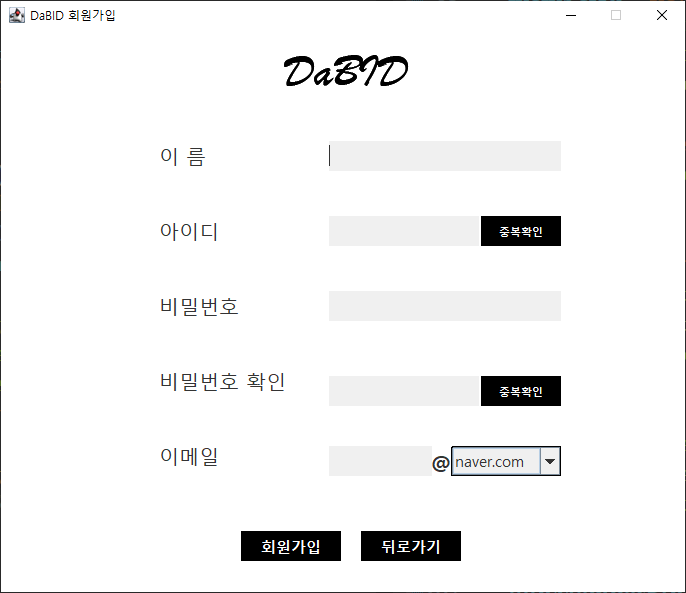 DaBID 회원가입
DaBID
이 름
아이디 중복확인
비밀번호
비밀번호 확인 중복확인
이메일 @ naver.com
회원가입 뒤로가기